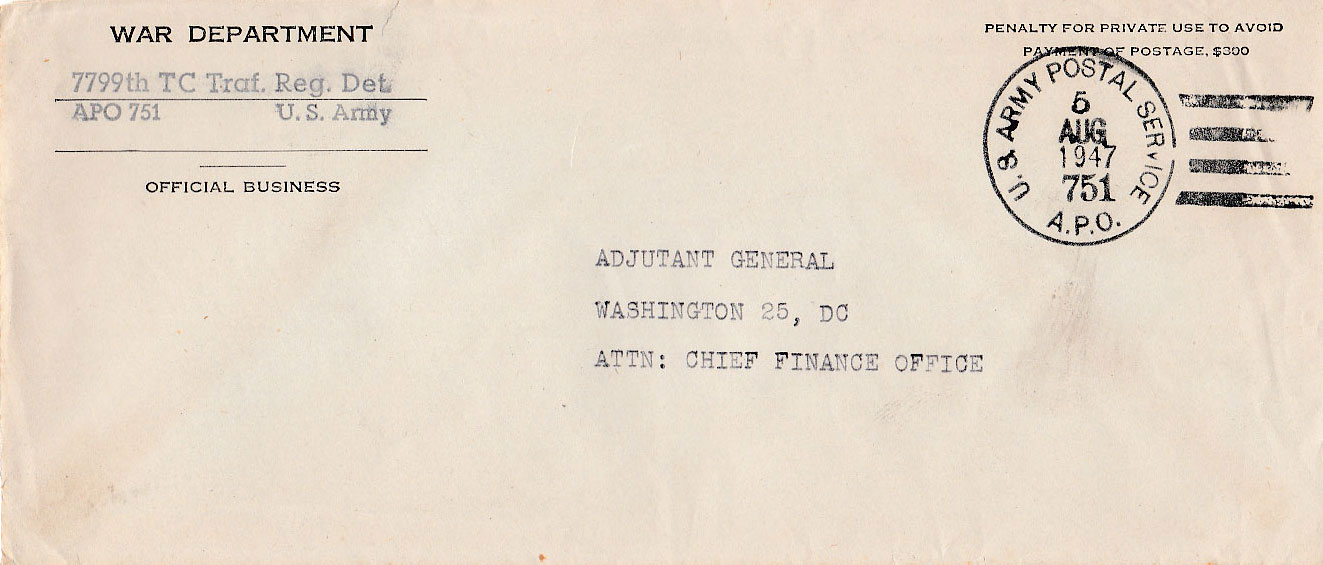 WAR DEPARTMENT
7799th TC Traf. Reg. Det.
APO 751 U. S. Army
OFFICIAL BUSINESS
PENALTY FOR PRIVATE USE TO AVOID
PAYMENT OF POSTAGE, $300
U. S. ARMY POSTAL SERVICE
5
AUG
1947
751
A.P.O.
ADJUTANT GENERAL
WASHINGTON 25, DC
ATTN: CHIEF FINANCE OFFICE